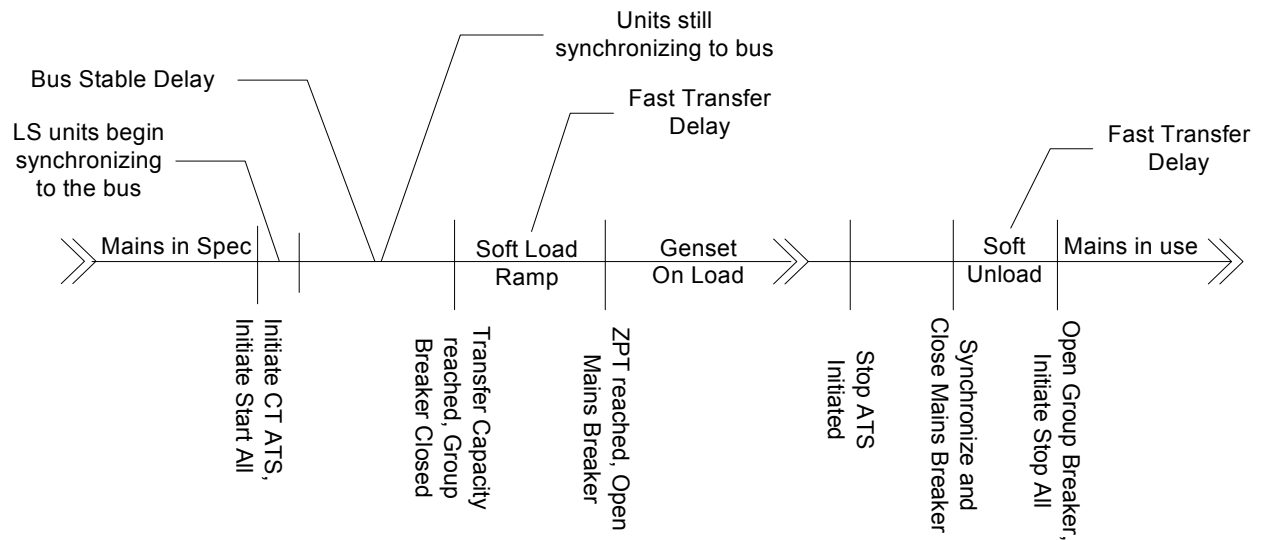 Units still
synchronizing to bus
Bus Stable Delay
Fast Transfer
Delay
LS units begin
synchronizing
to the bus
Fast Transfer
Delay
Mains in Spec
Soft Load
Ramp
Genset
On Load
Soft
Unload
Mains in use
Initiate CT ATS,
Initiate Start All
Transfer Capacity
reached, Group
Breaker Closed
ZPT reached, Open
Mains Breaker
Stop ATS
Initiated
Synchronize and
Close Mains Breaker
Open Group Breaker,
Initiate Stop All